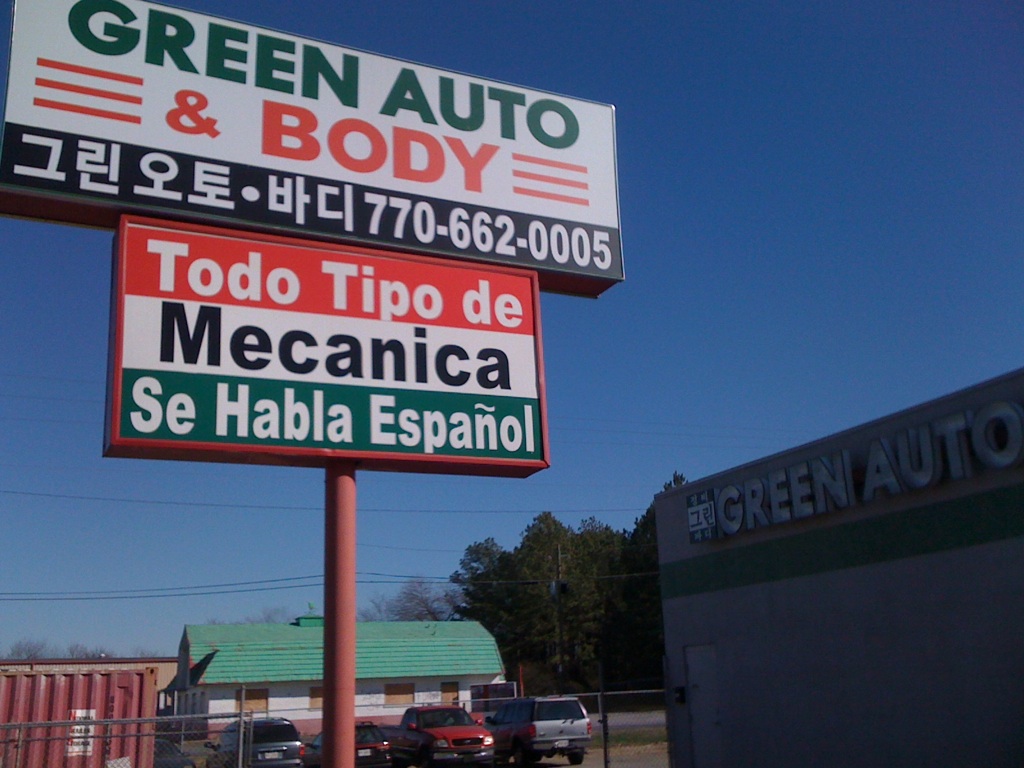 GREEN AUTO
& BODY
그린 오토·바디 770-662-0005
Todo Tipo de
Mecanica
Se Habla Español
그린
GREEN AUTO